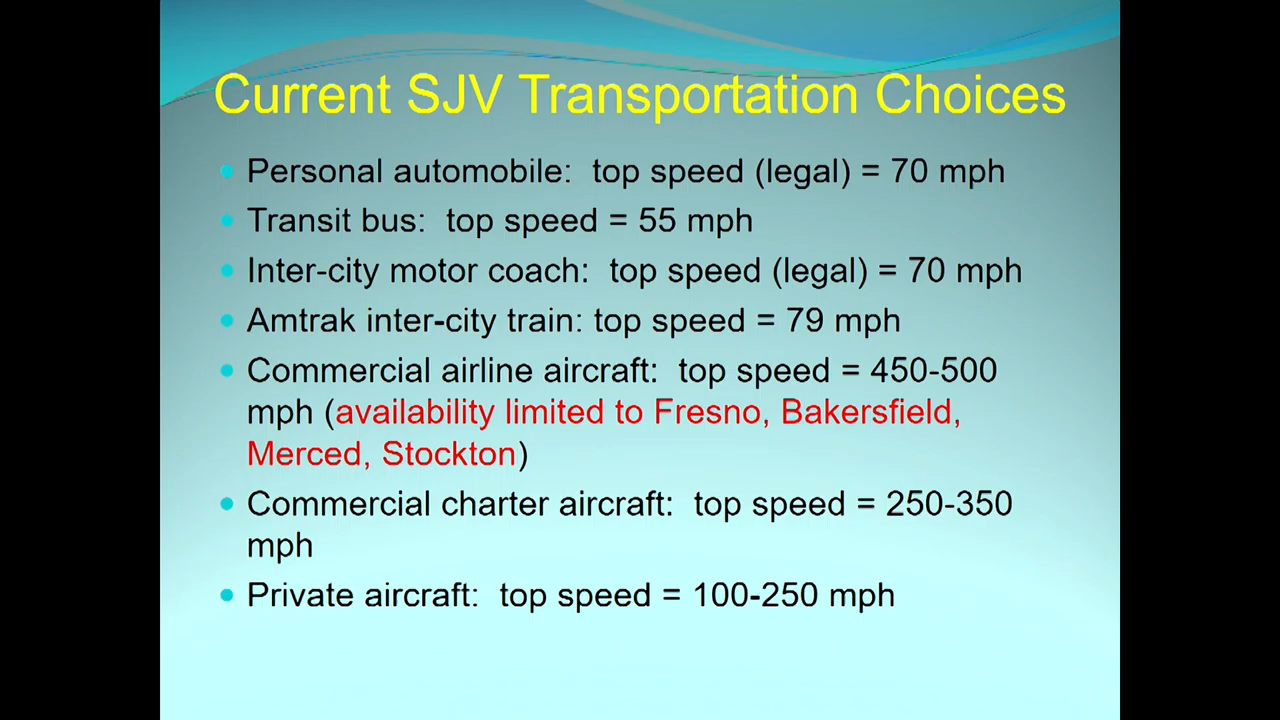 Current SJV Transportation Choices
Personal automobile:  top speed (legal) = 70 mph
Transit bus:  top speed = 55 mph
Inter-city motor coach:  top speed (legal) = 70 mph
Amtrak inter-city train: top speed = 79 mph
Commercial airline aircraft:  top speed = 450-500
mph (availability limited to Fresno, Bakersfield,
Merced, Stockton)
Commercial charter aircraft:  top speed = 250-350
mph
Private aircraft:  top speed = 100-250 mph